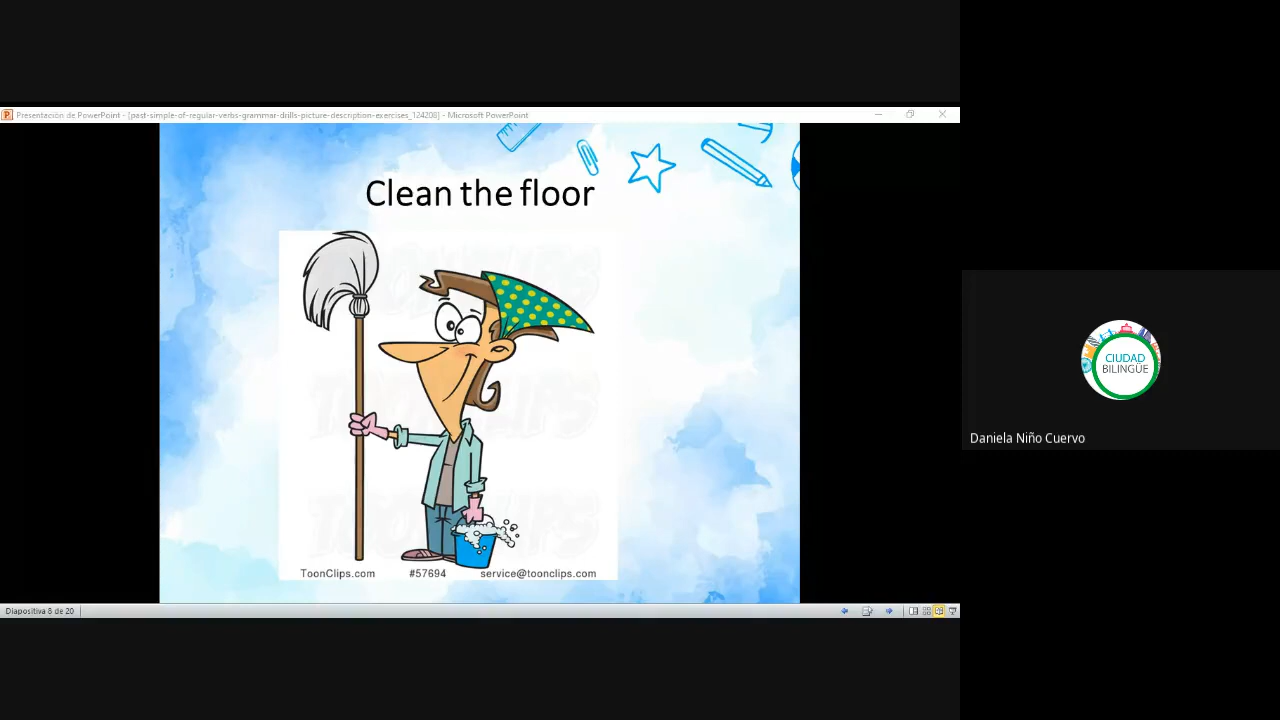 Presentación de PowerPoint - [past-simple-of-regular-verbs-grammar-drills-picture-description-exercises_124208] - Microsoft PowerPoint
Clean the floor
ToonClips.com #57694 service@toonclips.com
Diapositiva 8 de 20
CIUDAD
BILINGÜE
Daniela Niño Cuervo